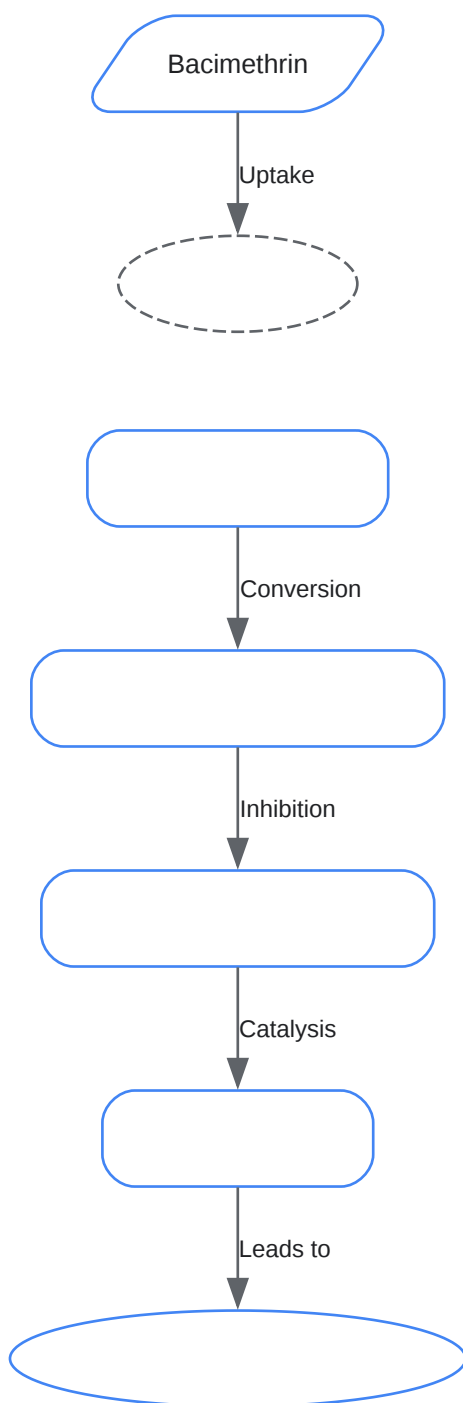 Bacimethrin
Uptake
Conversion
Inhibition
Catalysis
Leads to